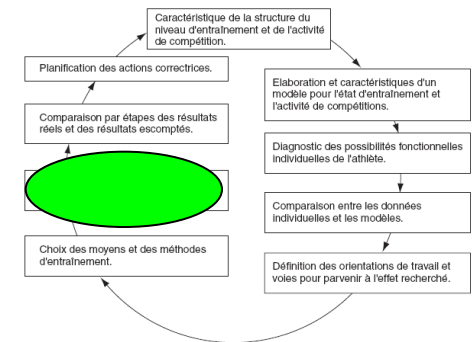 Caractéristique de la structure du
niveau d'entraînement et de l'activité
de compétition.
Elaboration et caractéristiques d'un
modèle pour l'état d'entraînement et
l'activité de compétitions.
Diagnostic des possibilités fonctionnelles
individuelles de l'athlète.
Comparaison entre les données
individuelles et les modèles.
Définition des orientations de travail et
voies pour parvenir à l'effet recherché.
Choix des moyens et des méthodes
d'entraînement.
Comparaison par étapes des résultats
réels et des résultats escomptés.
Planification des actions correctrices.